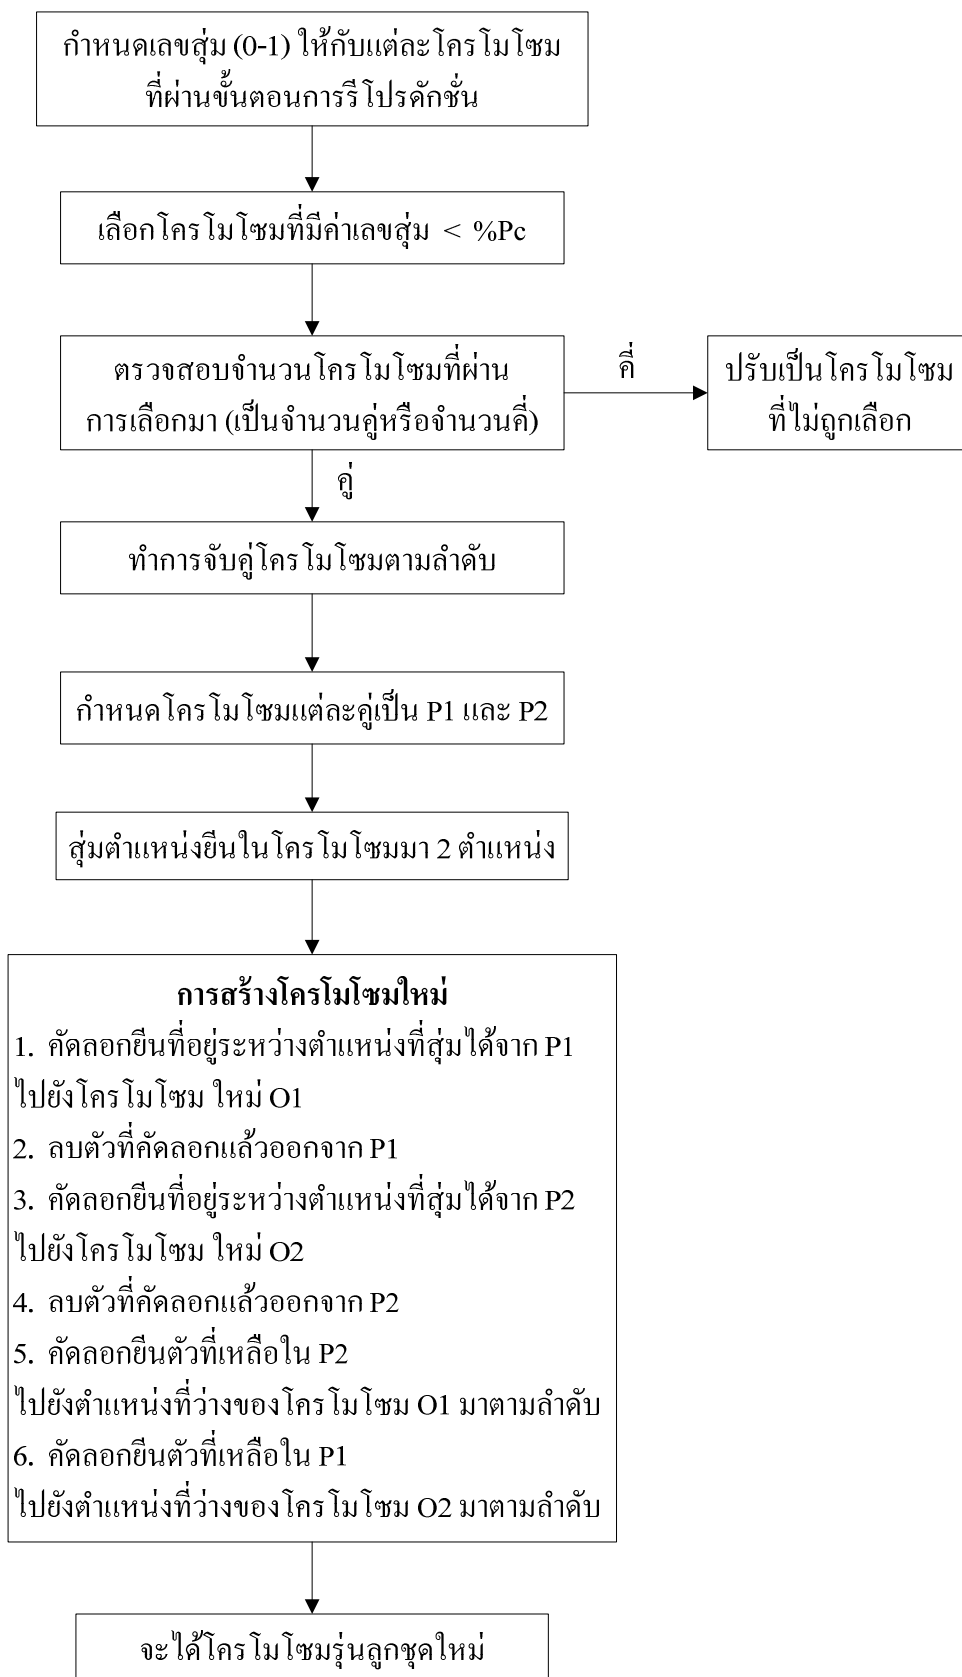 กำหนดเลขสุ่ม (0-1) ให้กับแต่ละโครโมโซม
ที่ผ่านขั้นตอนการรีโปรดักชั่น
เลือกโครโมโซมที่มีค่าเลขสุ่ม < %Pc
ตรวจสอบจำนวนโครโมโซมที่ผ่าน
การเลือกมา (เป็นจำนวนคู่หรือจำนวนคี่)
คี่
ปรับเป็นโครโมโซม
ที่ไม่ถูกเลือก
คู่
ทำการจับคู่โครโมโซมตามลำดับ
กำหนดโครโมโซมแต่ละคู่เป็น P1 และ P2
สุ่มตำแหน่งยีนในโครโมโซมมา 2 ตำแหน่ง
การสร้างโครโมโซมใหม่
1. คัดลอกยีนที่อยู่ระหว่างตำแหน่งที่สุ่มได้จาก P1
ไปยังโครโมโซม ใหม่ O1
2. ลบตัวที่คัดลอกแล้วออกจาก P1
3. คัดลอกยีนที่อยู่ระหว่างตำแหน่งที่สุ่มได้จาก P2
ไปยังโครโมโซม ใหม่ O2
4. ลบตัวที่คัดลอกแล้วออกจาก P2
5. คัดลอกยีนตัวที่เหลือใน P2
ไปยังตำแหน่งที่ว่างของโครโมโซม O1 มาตามลำดับ
6. คัดลอกยีนตัวที่เหลือใน P1
ไปยังตำแหน่งที่ว่างของโครโมโซม O2 มาตามลำดับ
จะได้โครโมโซมรุ่นลูกชุดใหม่